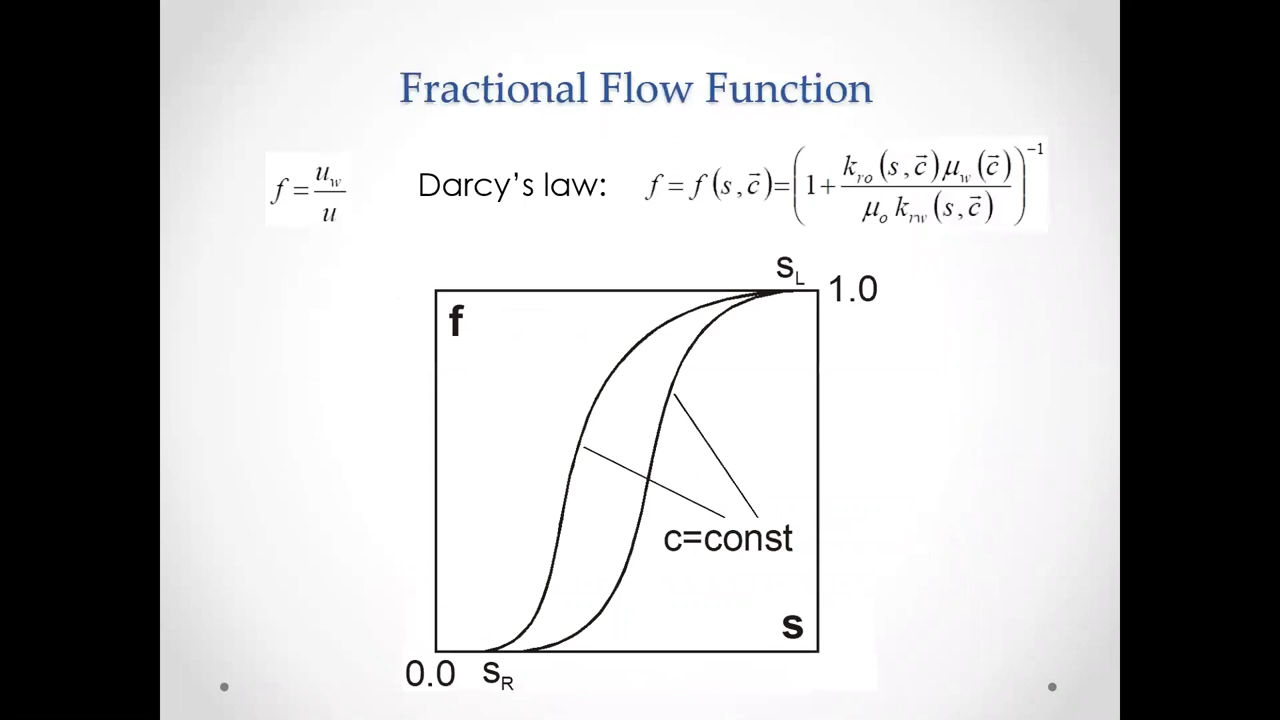 Fractional Flow Function
f = u_w / u
Darcy's law: f = f(s, c⃗) = (1 + k_ro(s, c⃗) μ_w(c⃗) / μ_o k_rw(s, c⃗))^−1
s_L
1.0
f
c=const
s
0.0
s_R